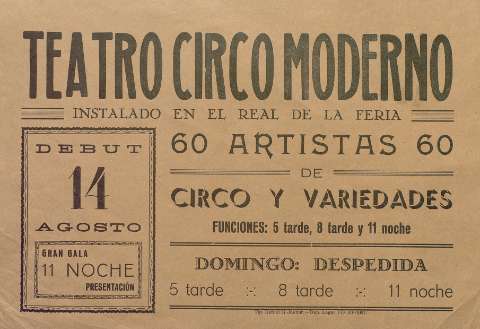 TEATRO CIRCO MODERNO
INSTALADO EN EL REAL DE LA FERIA
DEBUT
14
AGOSTO
GRAN GALA
11 NOCHE
PRESENTACIÓN
60 ARTISTAS 60
DE
CIRCO Y VARIEDADES
FUNCIONES: 5 tarde, 8 tarde y 11 noche
DOMINGO: DESPEDIDA
5 tarde :- 8 tarde :- 11 noche